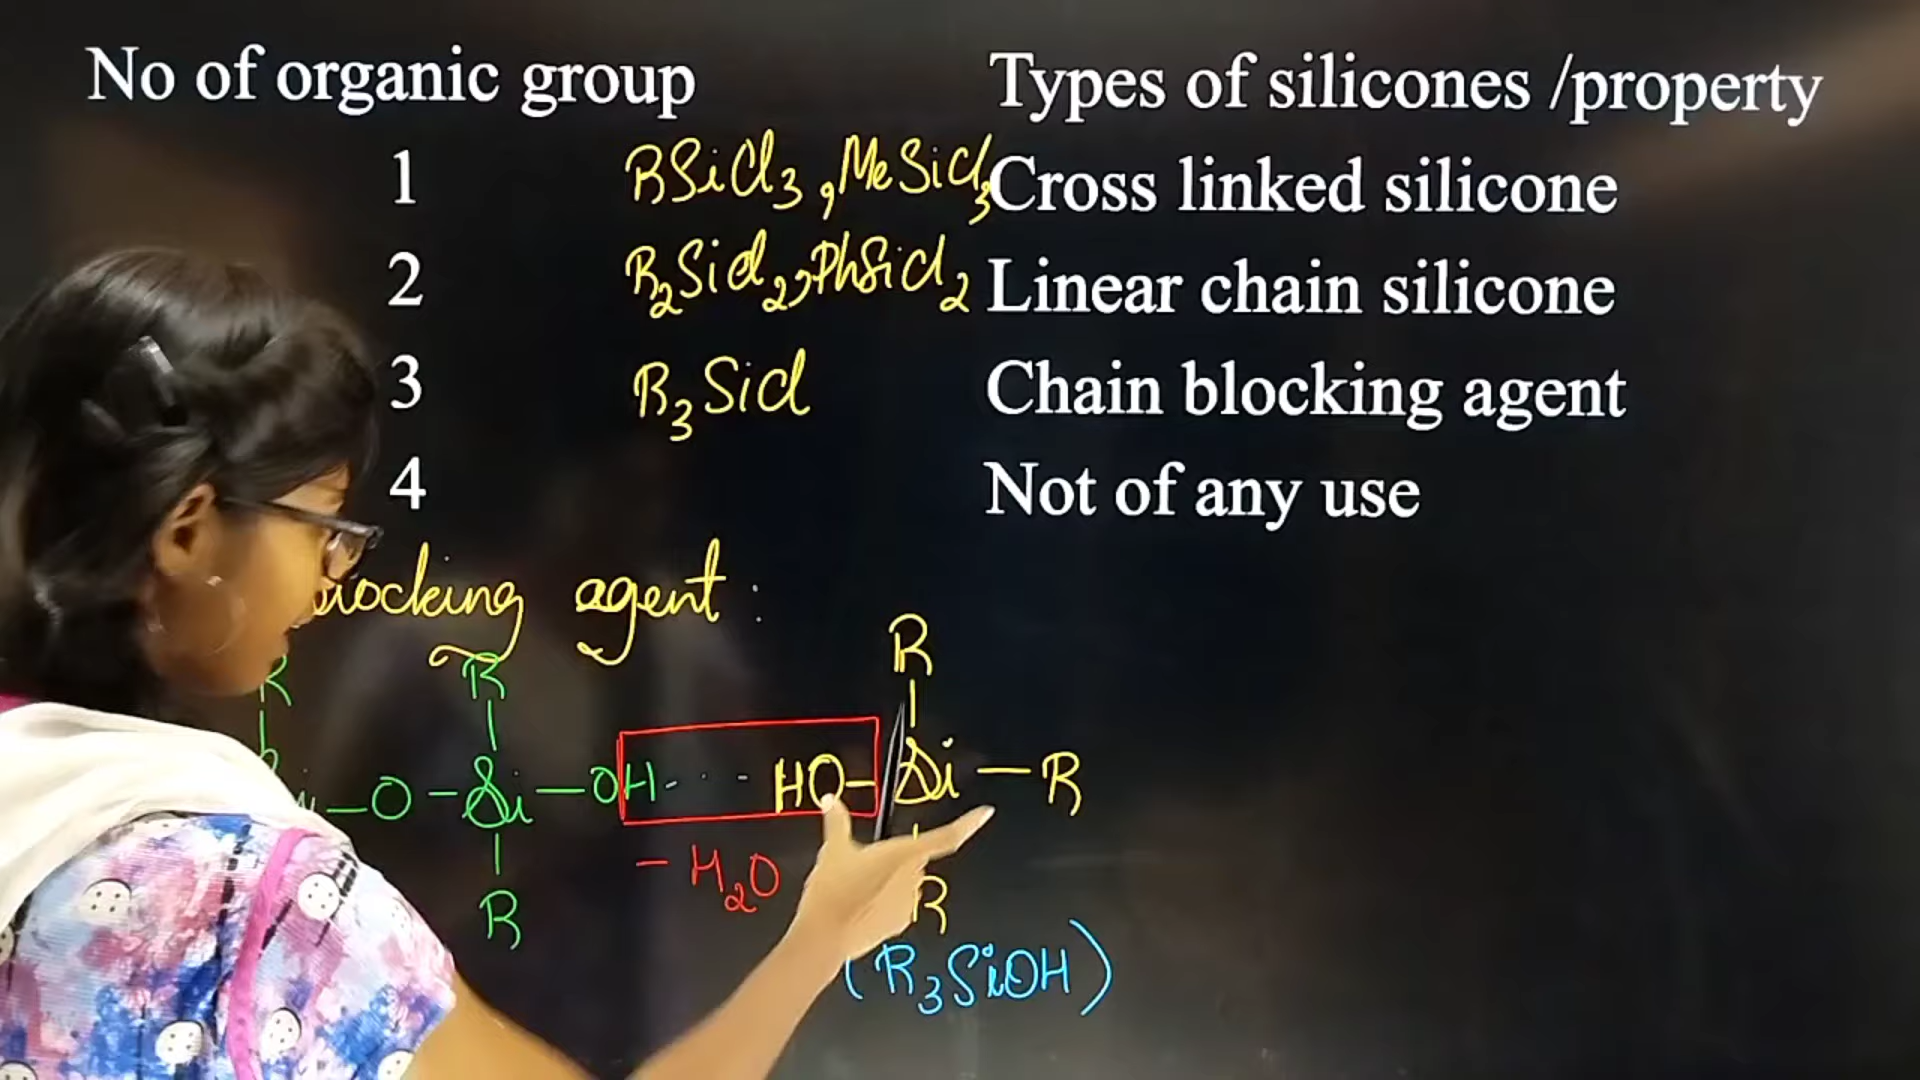 No of organic group Types of silicones /property
1 RSiCl3, MeSiCl3 Cross linked silicone
2 R2SiCl2, PhSiCl2 Linear chain silicone
3 R3SiCl Chain blocking agent
4 Not of any use
agent :
R R R
Si —O —Si —OH- - - - HO— Si — R
R R
- H2O
(R3SiOH)